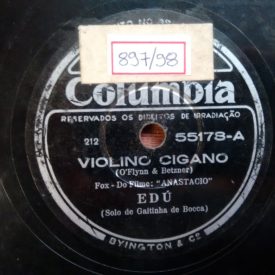 897/98
Columbia
RESERVADOS OS DIREITOS DE IRRADIAÇÃO
212
55178-A
VIOLINO CIGANO
(O'Flynn & Betzner)
Fox - Do Filme: "ANASTACIO"
EDÚ
(Solo de Gaitinha de Bocca)
BYINGTON & Cº